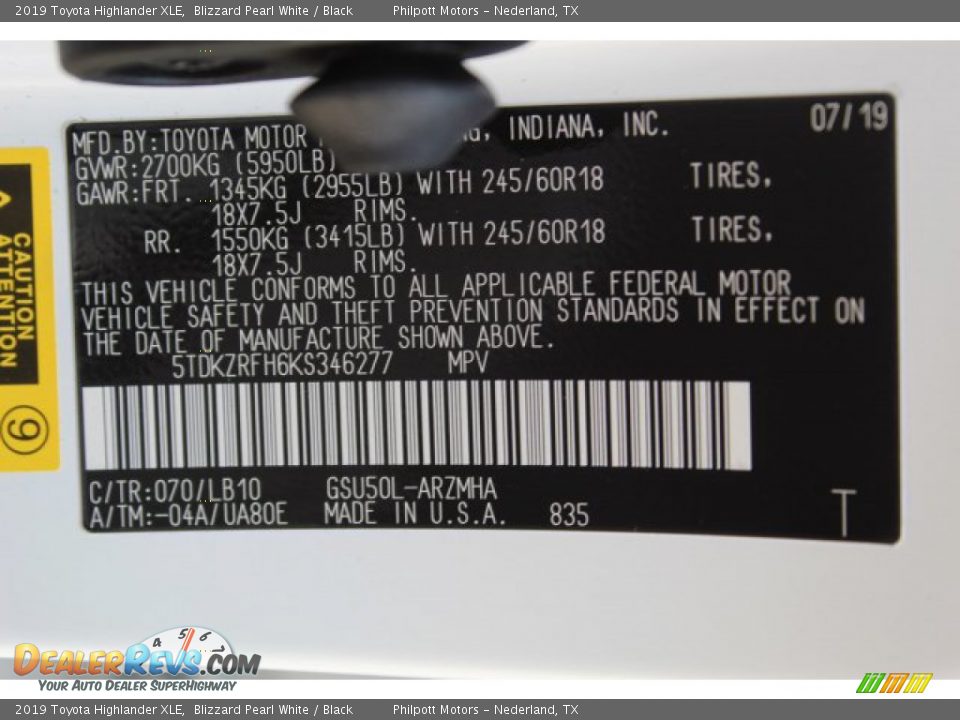 2019 Toyota Highlander XLE, Blizzard Pearl White / Black Philpott Motors – Nederland, TX
07/19
MFD.BY:TOYOTA MOTOR INDIANA, INC.
GVWR:2700KG (5950LB)
GAWR:FRT. 1345KG (2955LB) WITH 245/60R18 TIRES.
18X7.5J RIMS.
RR. 1550KG (3415LB) WITH 245/60R18 TIRES.
18X7.5J RIMS.
THIS VEHICLE CONFORMS TO ALL APPLICABLE FEDERAL MOTOR
VEHICLE SAFETY AND THEFT PREVENTION STANDARDS IN EFFECT ON
THE DATE OF MANUFACTURE SHOWN ABOVE.
5TDKZRFH6KS346277 MPV
C/TR:070/LB10 GSU50L-ARZMHA
A/TM:-04A/UA80E MADE IN U.S.A. 835
T
CAUTION
ATTENTION
9
4 5 6 7
DealerRevs.com
Your Auto Dealer SuperHighway
2019 Toyota Highlander XLE, Blizzard Pearl White / Black Philpott Motors – Nederland, TX